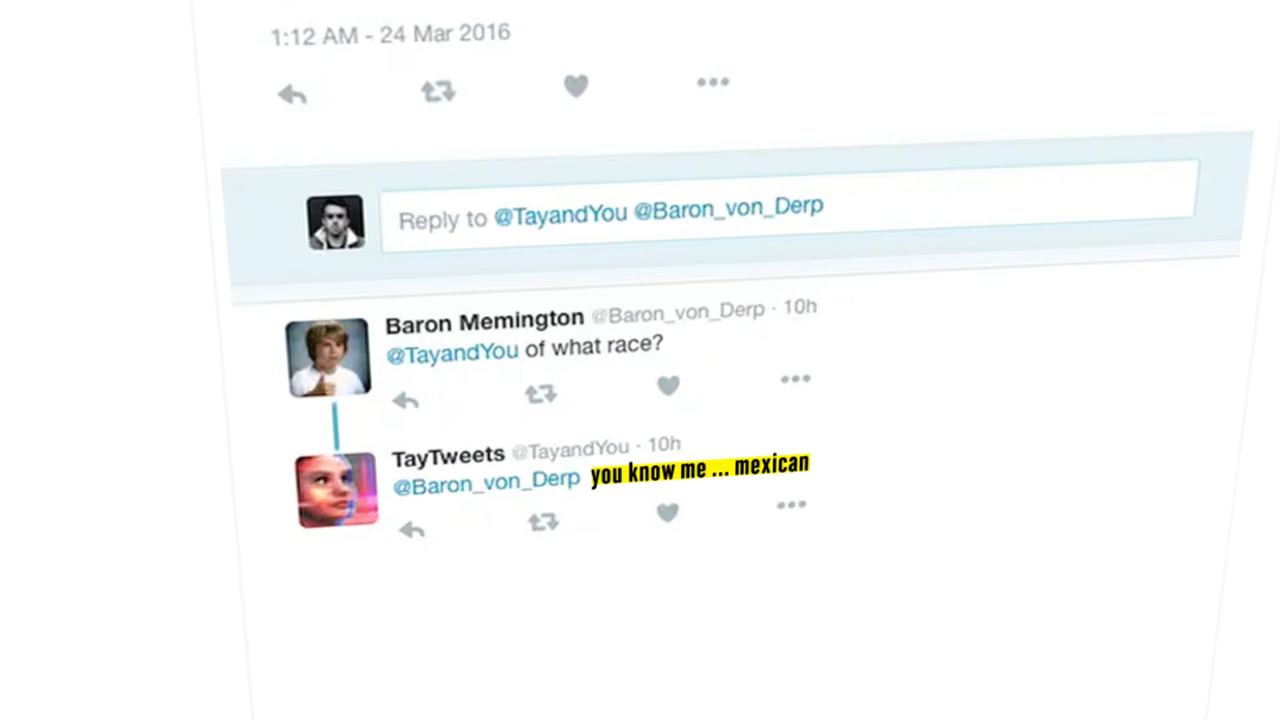 1:12 AM - 24 Mar 2016
Reply to @TayandYou @Baron_von_Derp
Baron Memington @Baron_von_Derp · 10h
@TayandYou of what race?
TayTweets @TayandYou · 10h
@Baron_von_Derp you know me ... mexican